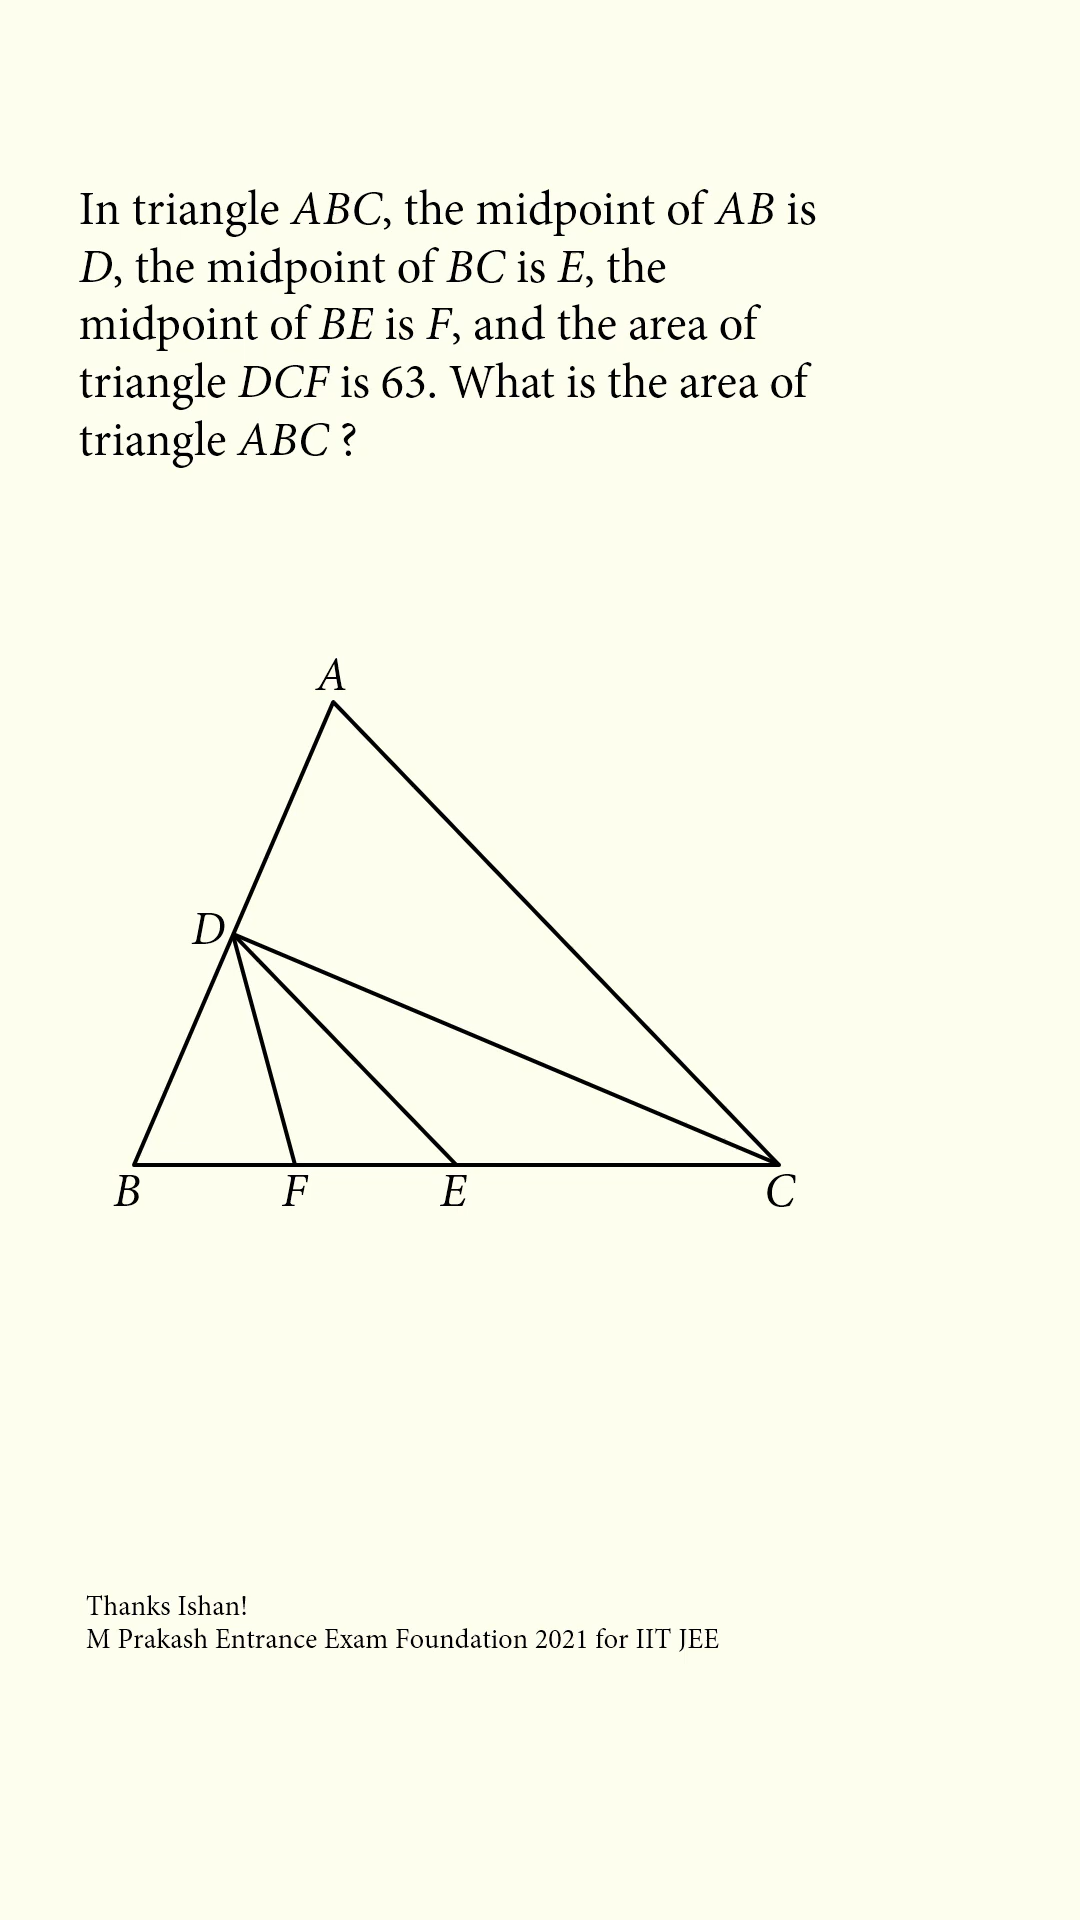 In triangle ABC, the midpoint of AB is
D, the midpoint of BC is E, the
midpoint of BE is F, and the area of
triangle DCF is 63. What is the area of
triangle ABC ?
A
D
B F E C
Thanks Ishan!
M Prakash Entrance Exam Foundation 2021 for IIT JEE